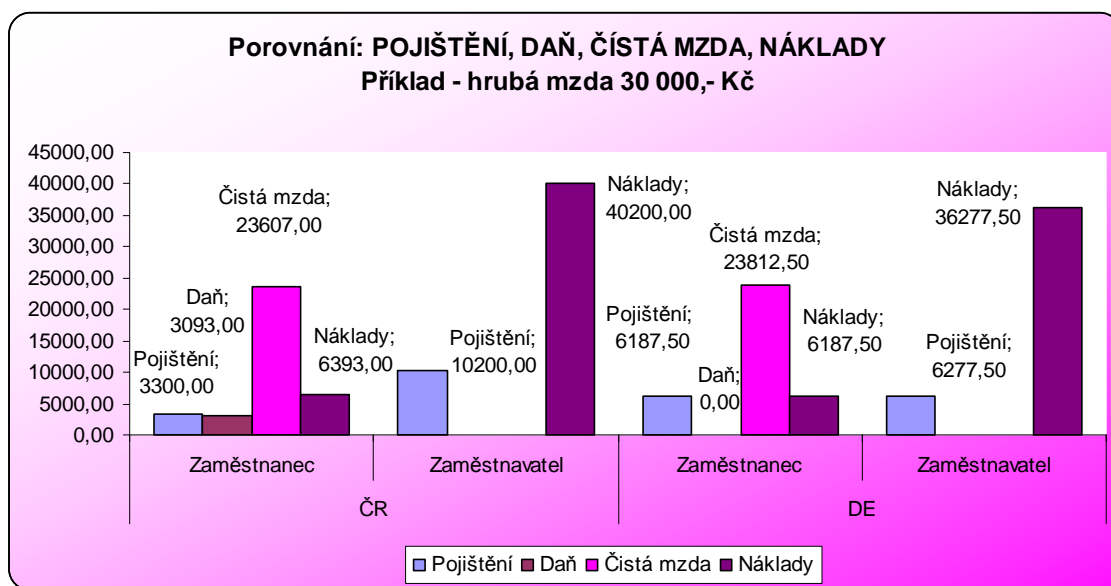 Porovnání: POJIŠTĚNÍ, DAŇ, ČÍSTÁ MZDA, NÁKLADY
Příklad - hrubá mzda 30 000,- Kč
45000,00
40000,00
35000,00
30000,00
25000,00
20000,00
15000,00
10000,00
5000,00
0,00
Pojištění;
3300,00
Daň;
3093,00
Čistá mzda;
23607,00
Náklady;
6393,00
Pojištění;
10200,00
Náklady;
40200,00
Pojištění;
6187,50
Daň;
0,00
Čistá mzda;
23812,50
Náklady;
6187,50
Pojištění;
6277,50
Náklady;
36277,50
Zaměstnanec
Zaměstnavatel
Zaměstnanec
Zaměstnavatel
ČR
DE
Pojištění
Daň
Čistá mzda
Náklady